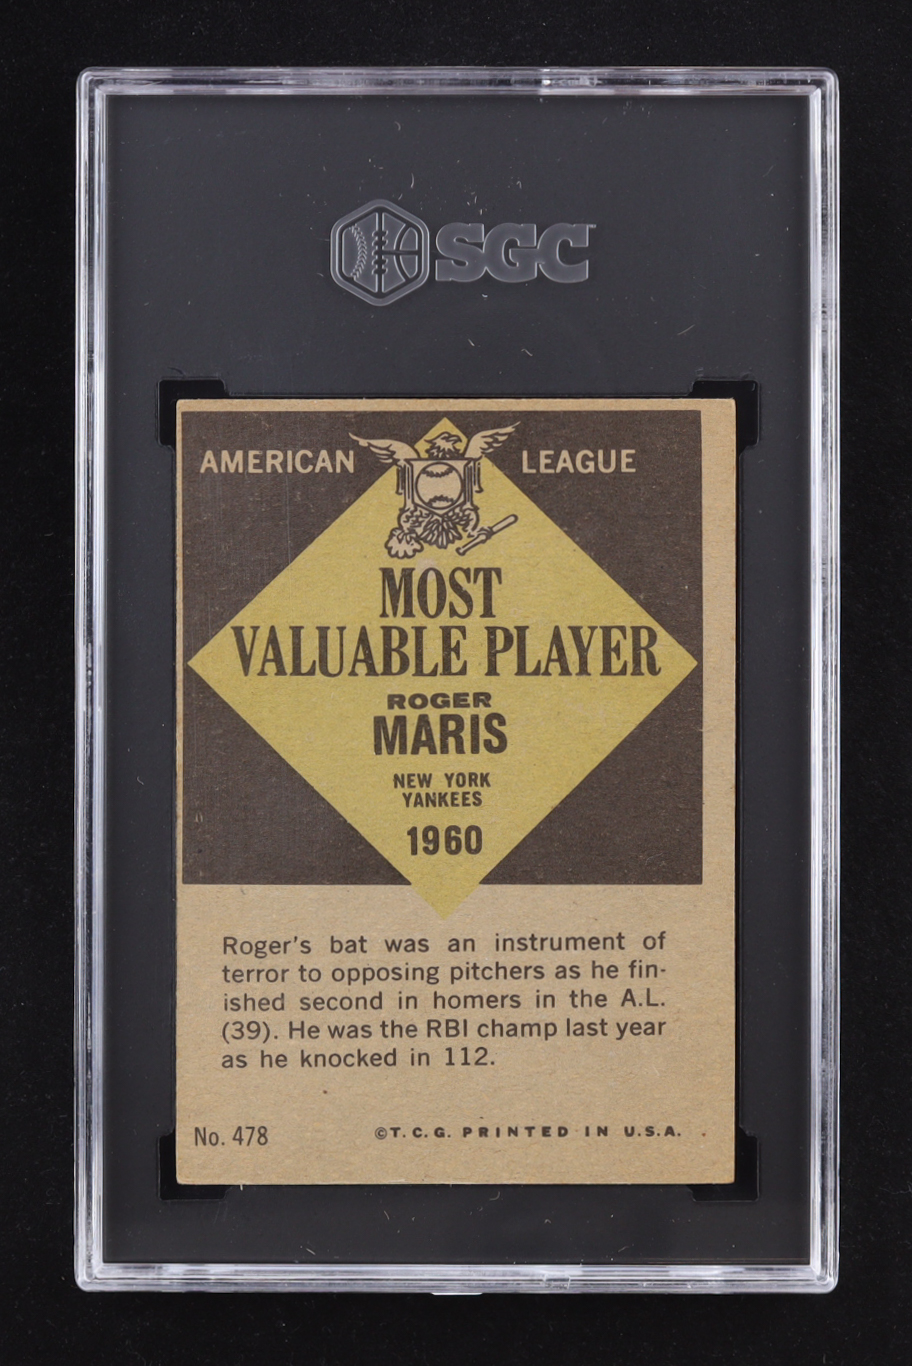 SGC
AMERICAN LEAGUE
MOST
VALUABLE PLAYER
ROGER
MARIS
NEW YORK
YANKEES
1960
Roger's bat was an instrument of
terror to opposing pitchers as he fin-
ished second in homers in the A.L.
(39). He was the RBI champ last year
as he knocked in 112.
No. 478 ©T.C.G. PRINTED IN U.S.A.